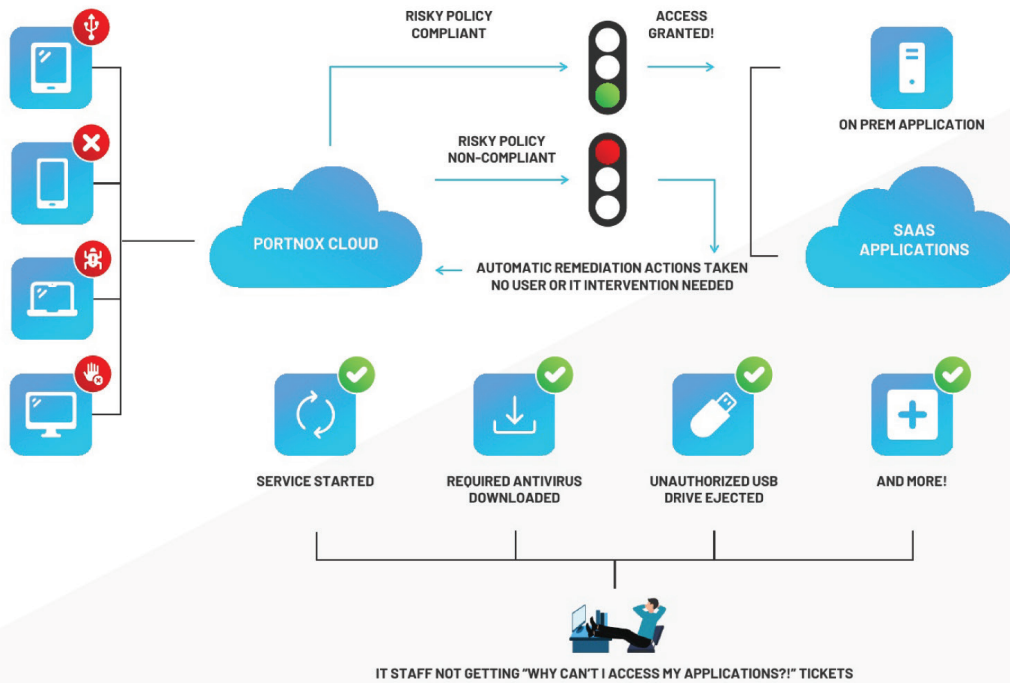 RISKY POLICY
COMPLIANT
ACCESS
GRANTED!
ON PREM APPLICATION
RISKY POLICY
NON-COMPLIANT
PORTNOX CLOUD
SAAS
APPLICATIONS
AUTOMATIC REMEDIATION ACTIONS TAKEN
NO USER OR IT INTERVENTION NEEDED
SERVICE STARTED
REQUIRED ANTIVIRUS
DOWNLOADED
UNAUTHORIZED USB
DRIVE EJECTED
AND MORE!
IT STAFF NOT GETTING "WHY CAN'T I ACCESS MY APPLICATIONS?!" TICKETS